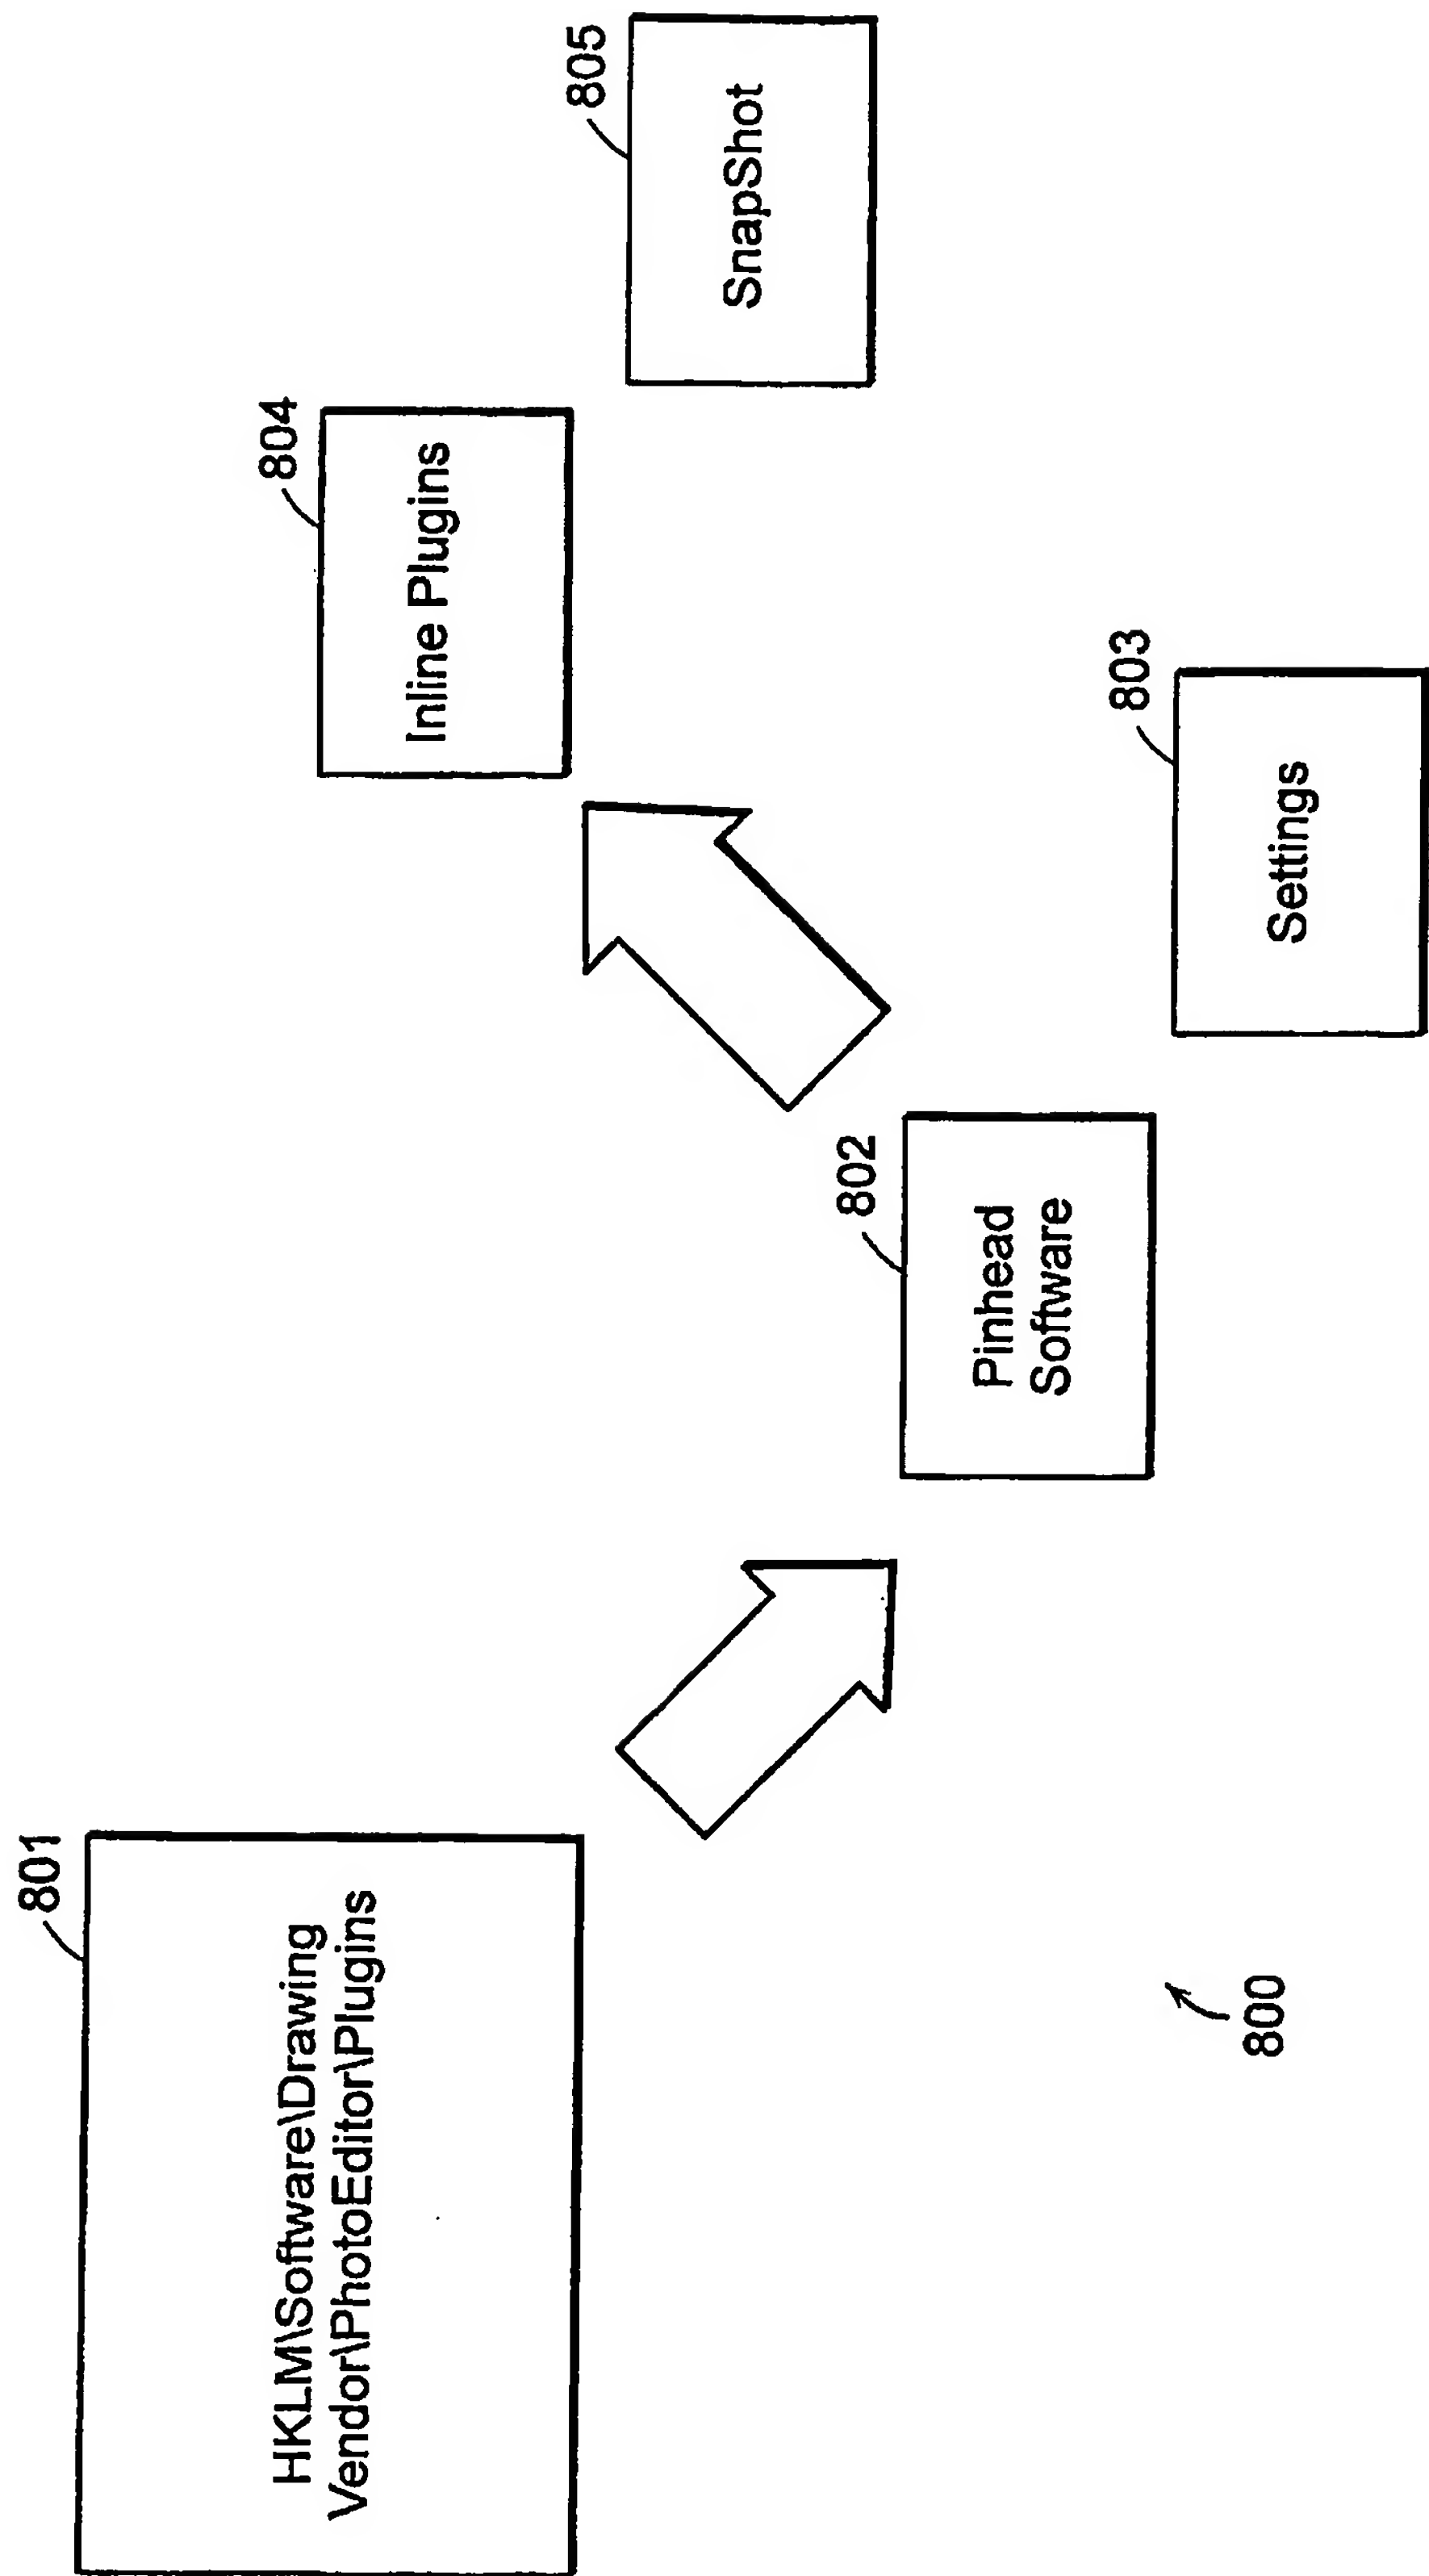 801
HKLM\Software\Drawing
Vendor\PhotoEditor\Plugins
802
Pinhead
Software
803
Settings
804
Inline Plugins
805
SnapShot
800